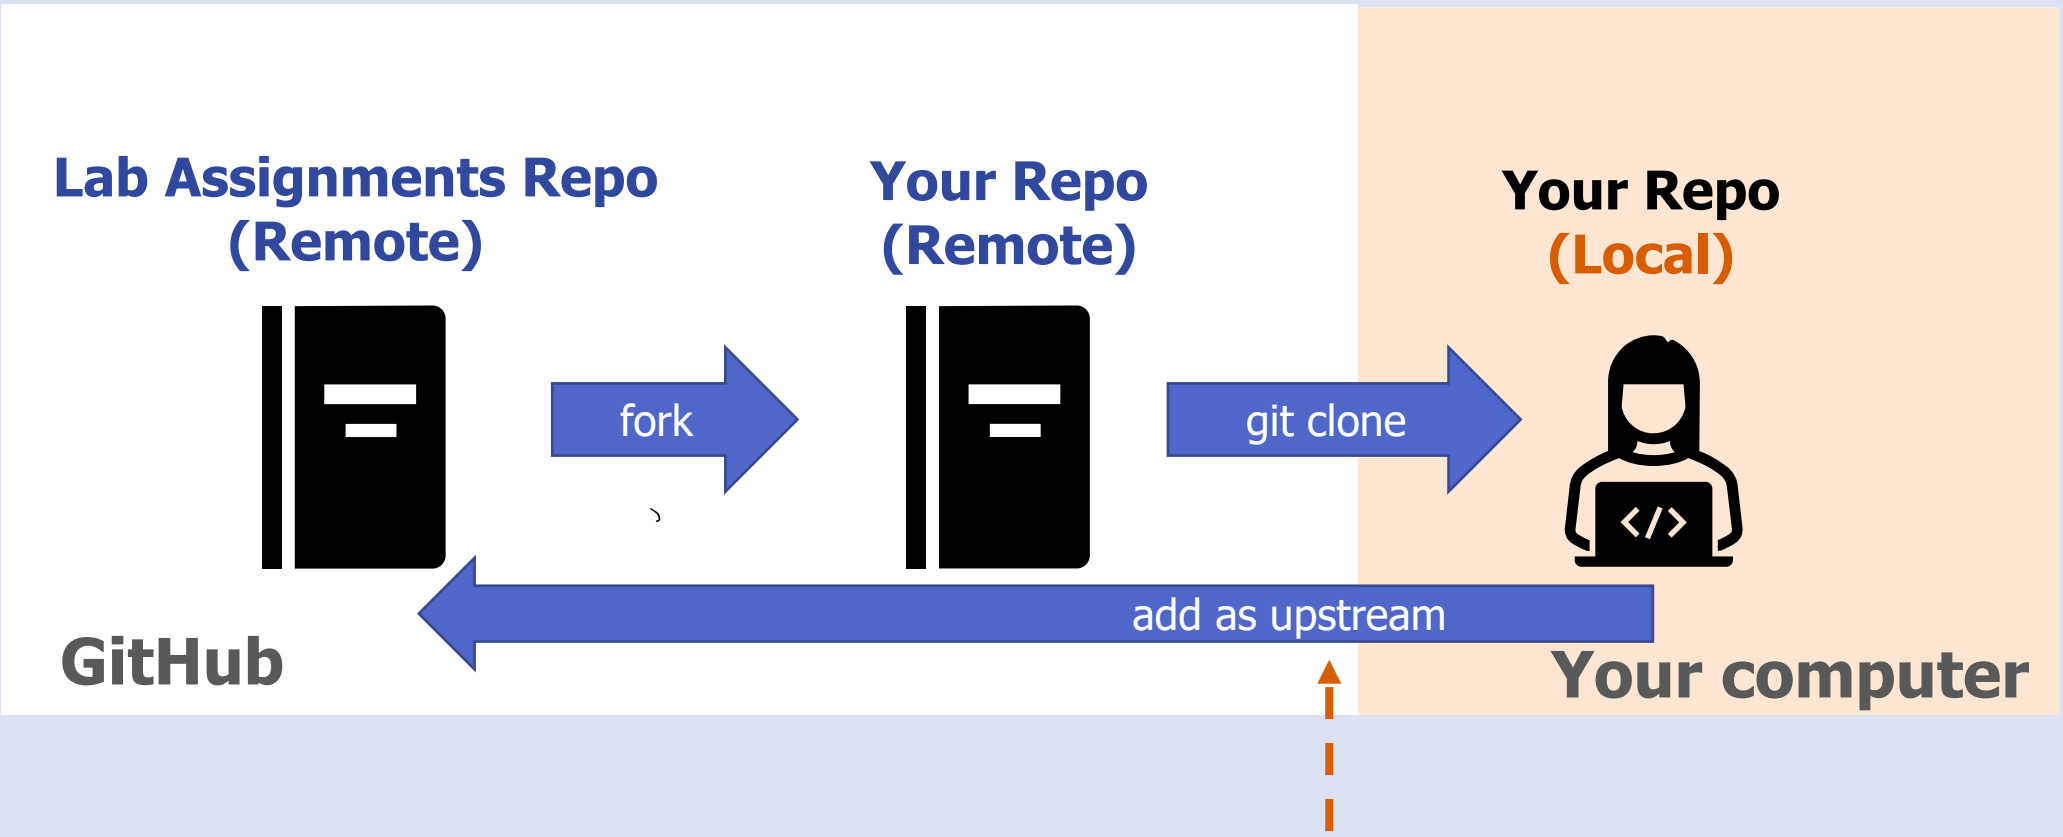 Lab Assignments Repo
(Remote)
Your Repo
(Remote)
Your Repo
(Local)
fork
git clone
</>
add as upstream
GitHub
Your computer